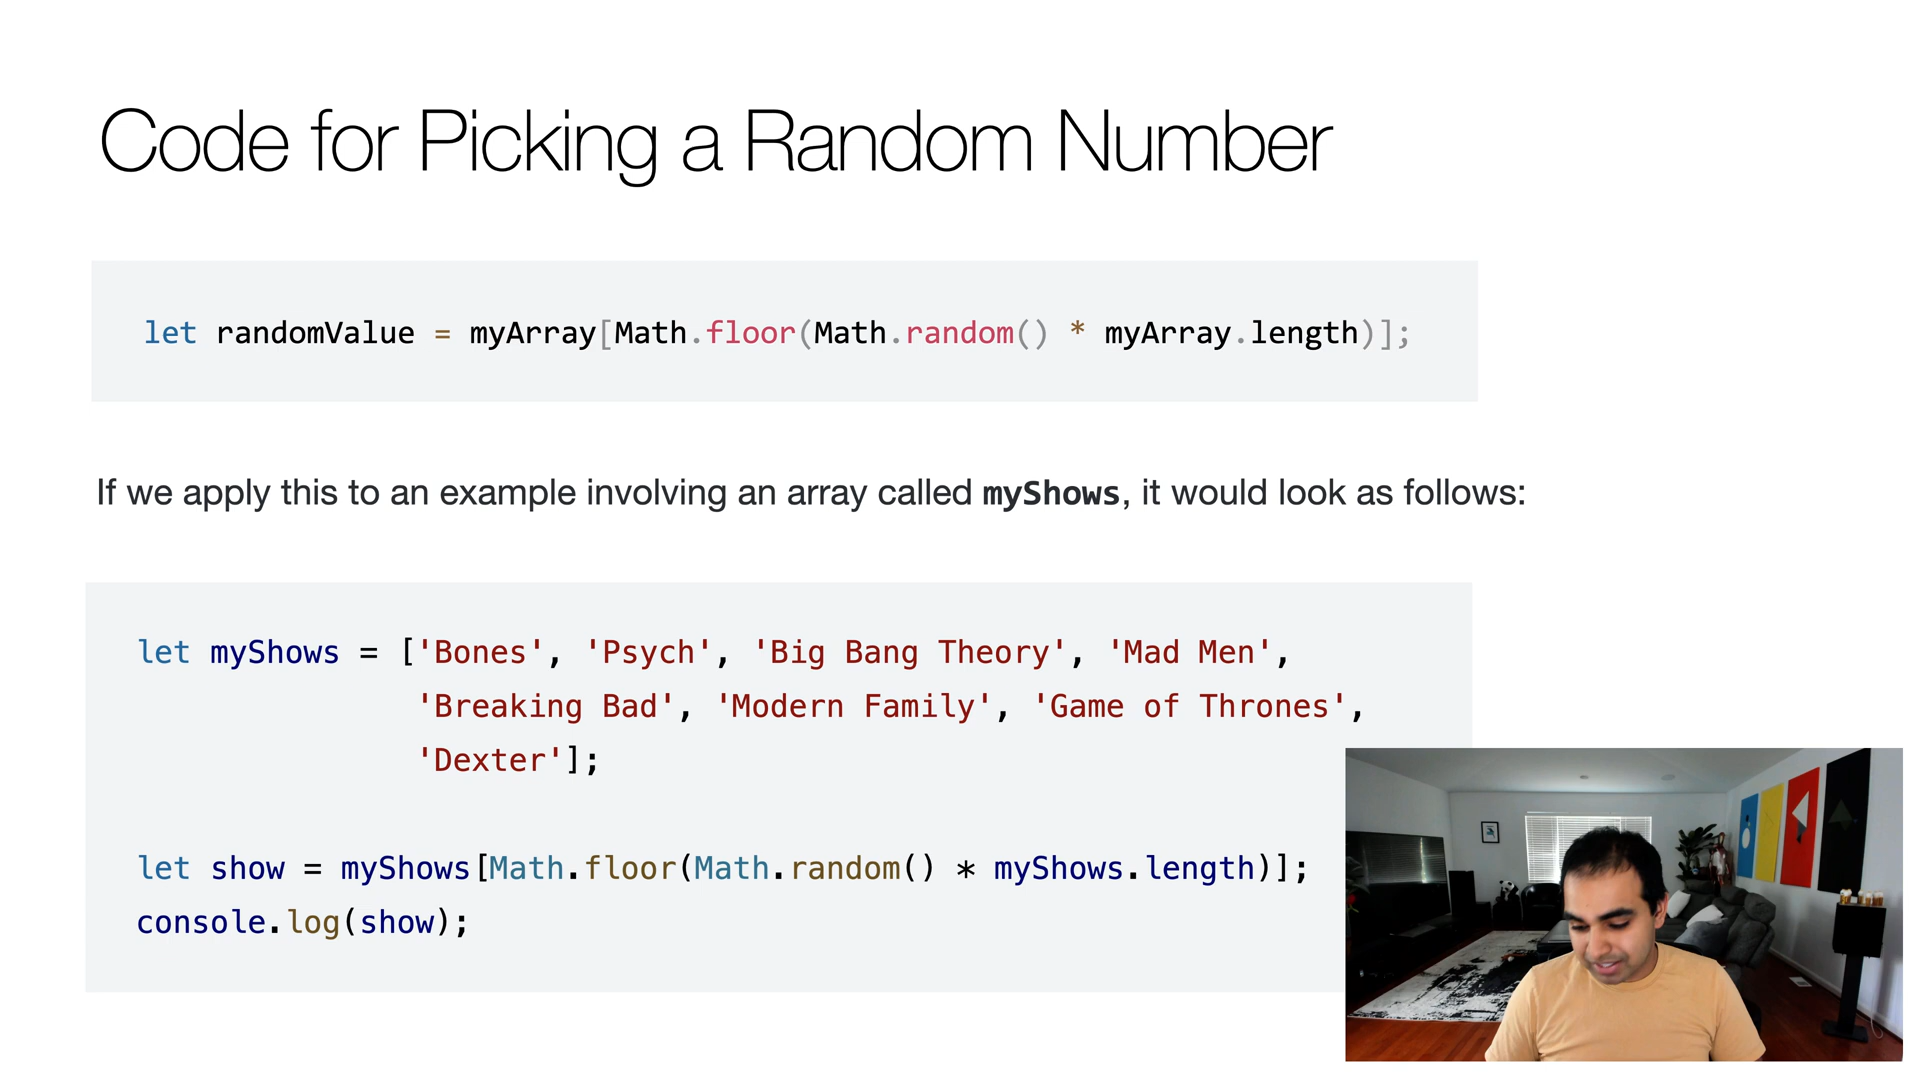 Code for Picking a Random Number
let randomValue = myArray[Math.floor(Math.random() * myArray.length)];
If we apply this to an example involving an array called myShows, it would look as follows:
let myShows = ['Bones', 'Psych', 'Big Bang Theory', 'Mad Men',
'Breaking Bad', 'Modern Family', 'Game of Thrones',
'Dexter'];
let show = myShows[Math.floor(Math.random() * myShows.length)];
console.log(show);